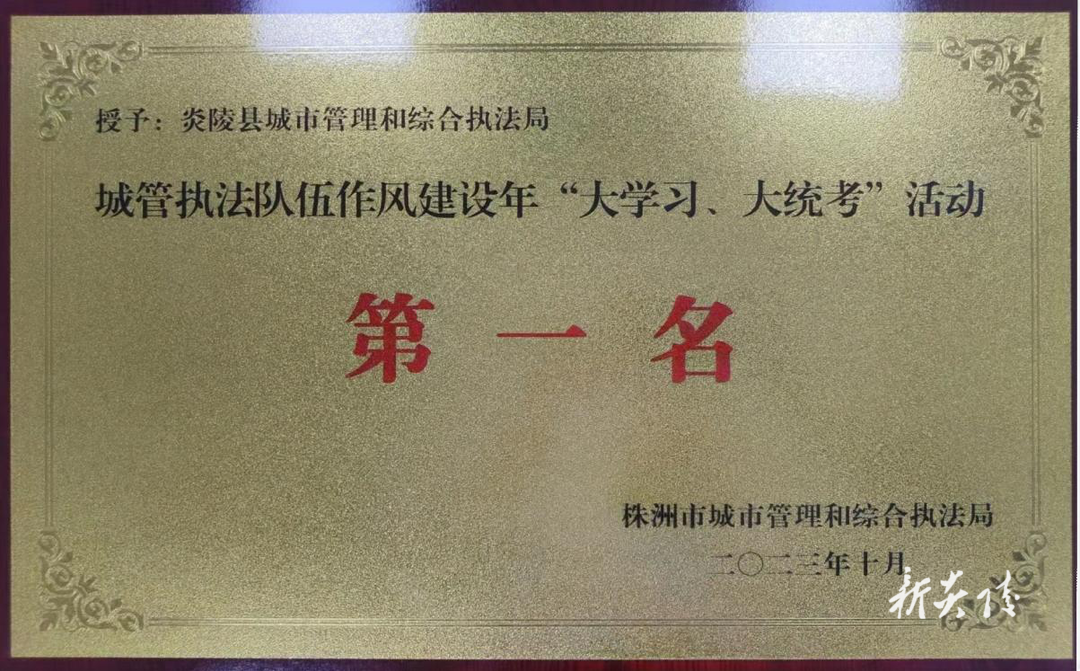 授予：炎陵县城市管理和综合执法局
城管执法队伍作风建设年“大学习、大统考”活动
第一名
株洲市城市管理和综合执法局
二〇二三年十月
新炎陵